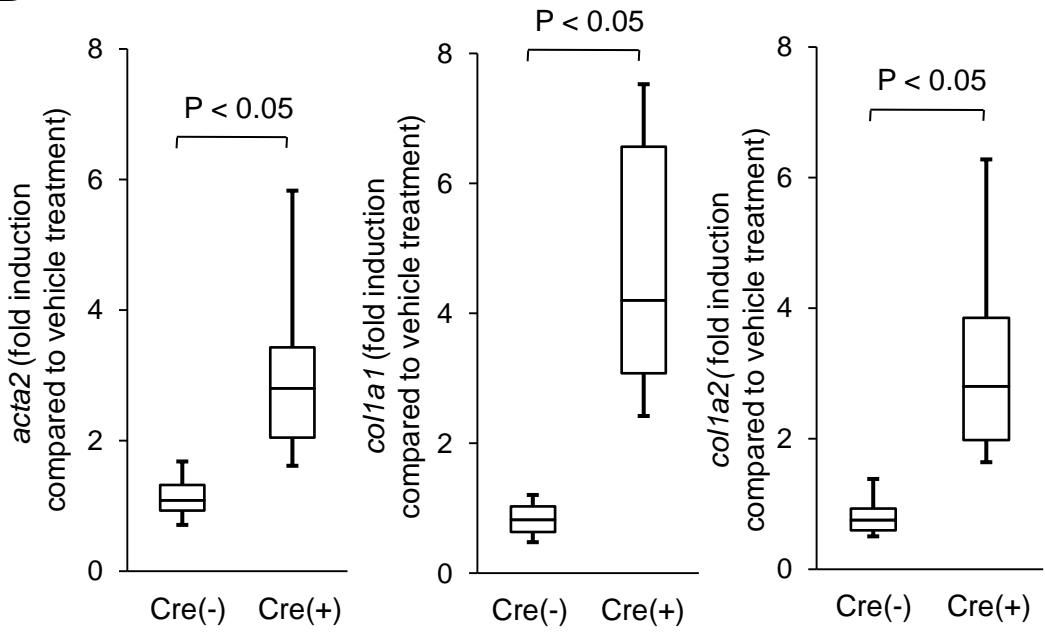 acta2 (fold induction
compared to vehicle treatment)
8
6
4
2
0
P < 0.05
Cre(-)
Cre(+)
col1a1 (fold induction
compared to vehicle treatment)
8
6
4
2
0
P < 0.05
Cre(-)
Cre(+)
col1a2 (fold induction
compared to vehicle treatment)
8
6
4
2
0
P < 0.05
Cre(-)
Cre(+)